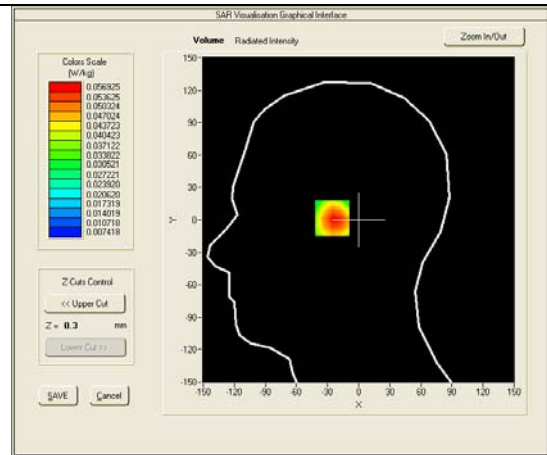 SAR Visualisation Graphical Interface
Volume Radiated Intensity
Zoom In/Out
Colors Scale
(W/kg)
0.056925
0.053625
0.050324
0.047024
0.043723
0.040423
0.037122
0.033822
0.030521
0.027221
0.023920
0.020620
0.017319
0.014019
0.010718
0.007418
Z Cuts Control
<< Upper Cut
Z = 0.3 mm
Lower Cut >>
SAVE Cancel
150
120
90
60
30
0
-30
-60
-90
-120
-150
Y
-150 -120 -90 -60 -30 0 30 60 90 120 150
X